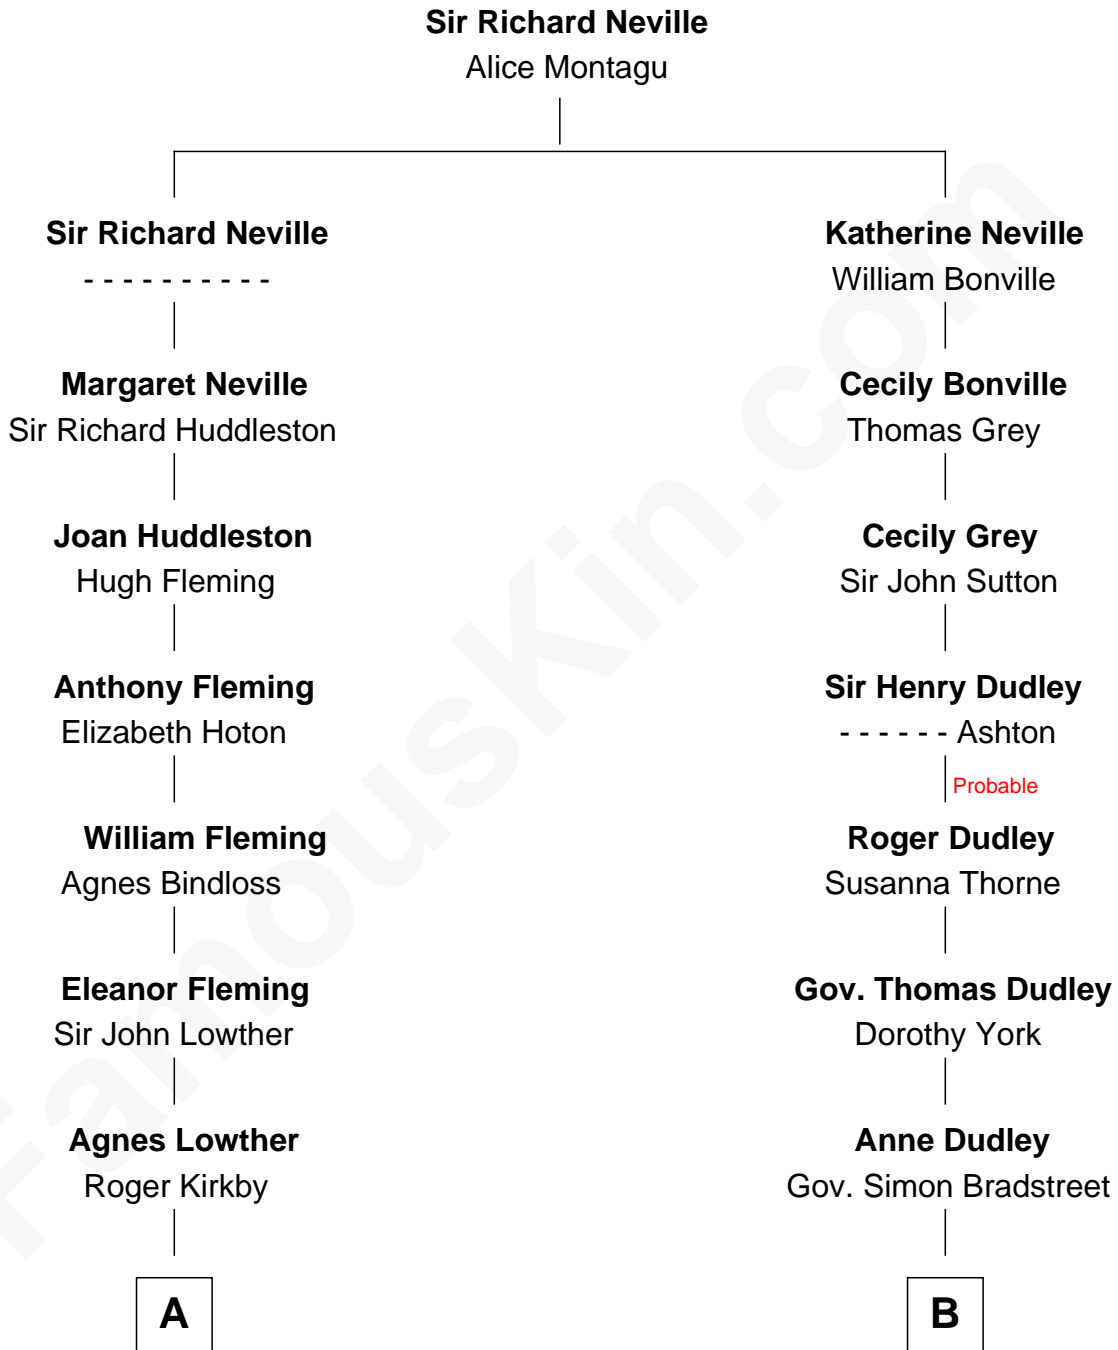 Sir Richard Neville
Alice Montagu
Sir Richard Neville
- - - - - - - - - -
Margaret Neville
Sir Richard Huddleston
Joan Huddleston
Hugh Fleming
Anthony Fleming
Elizabeth Hoton
William Fleming
Agnes Bindloss
Eleanor Fleming
Sir John Lowther
Agnes Lowther
Roger Kirkby
A
Katherine Neville
William Bonville
Cecily Bonville
Thomas Grey
Cecily Grey
Sir John Sutton
Sir Henry Dudley
- - - - - - Ashton
Probable
Roger Dudley
Susanna Thorne
Gov. Thomas Dudley
Dorothy York
Anne Dudley
Gov. Simon Bradstreet
B
FamousKin.com